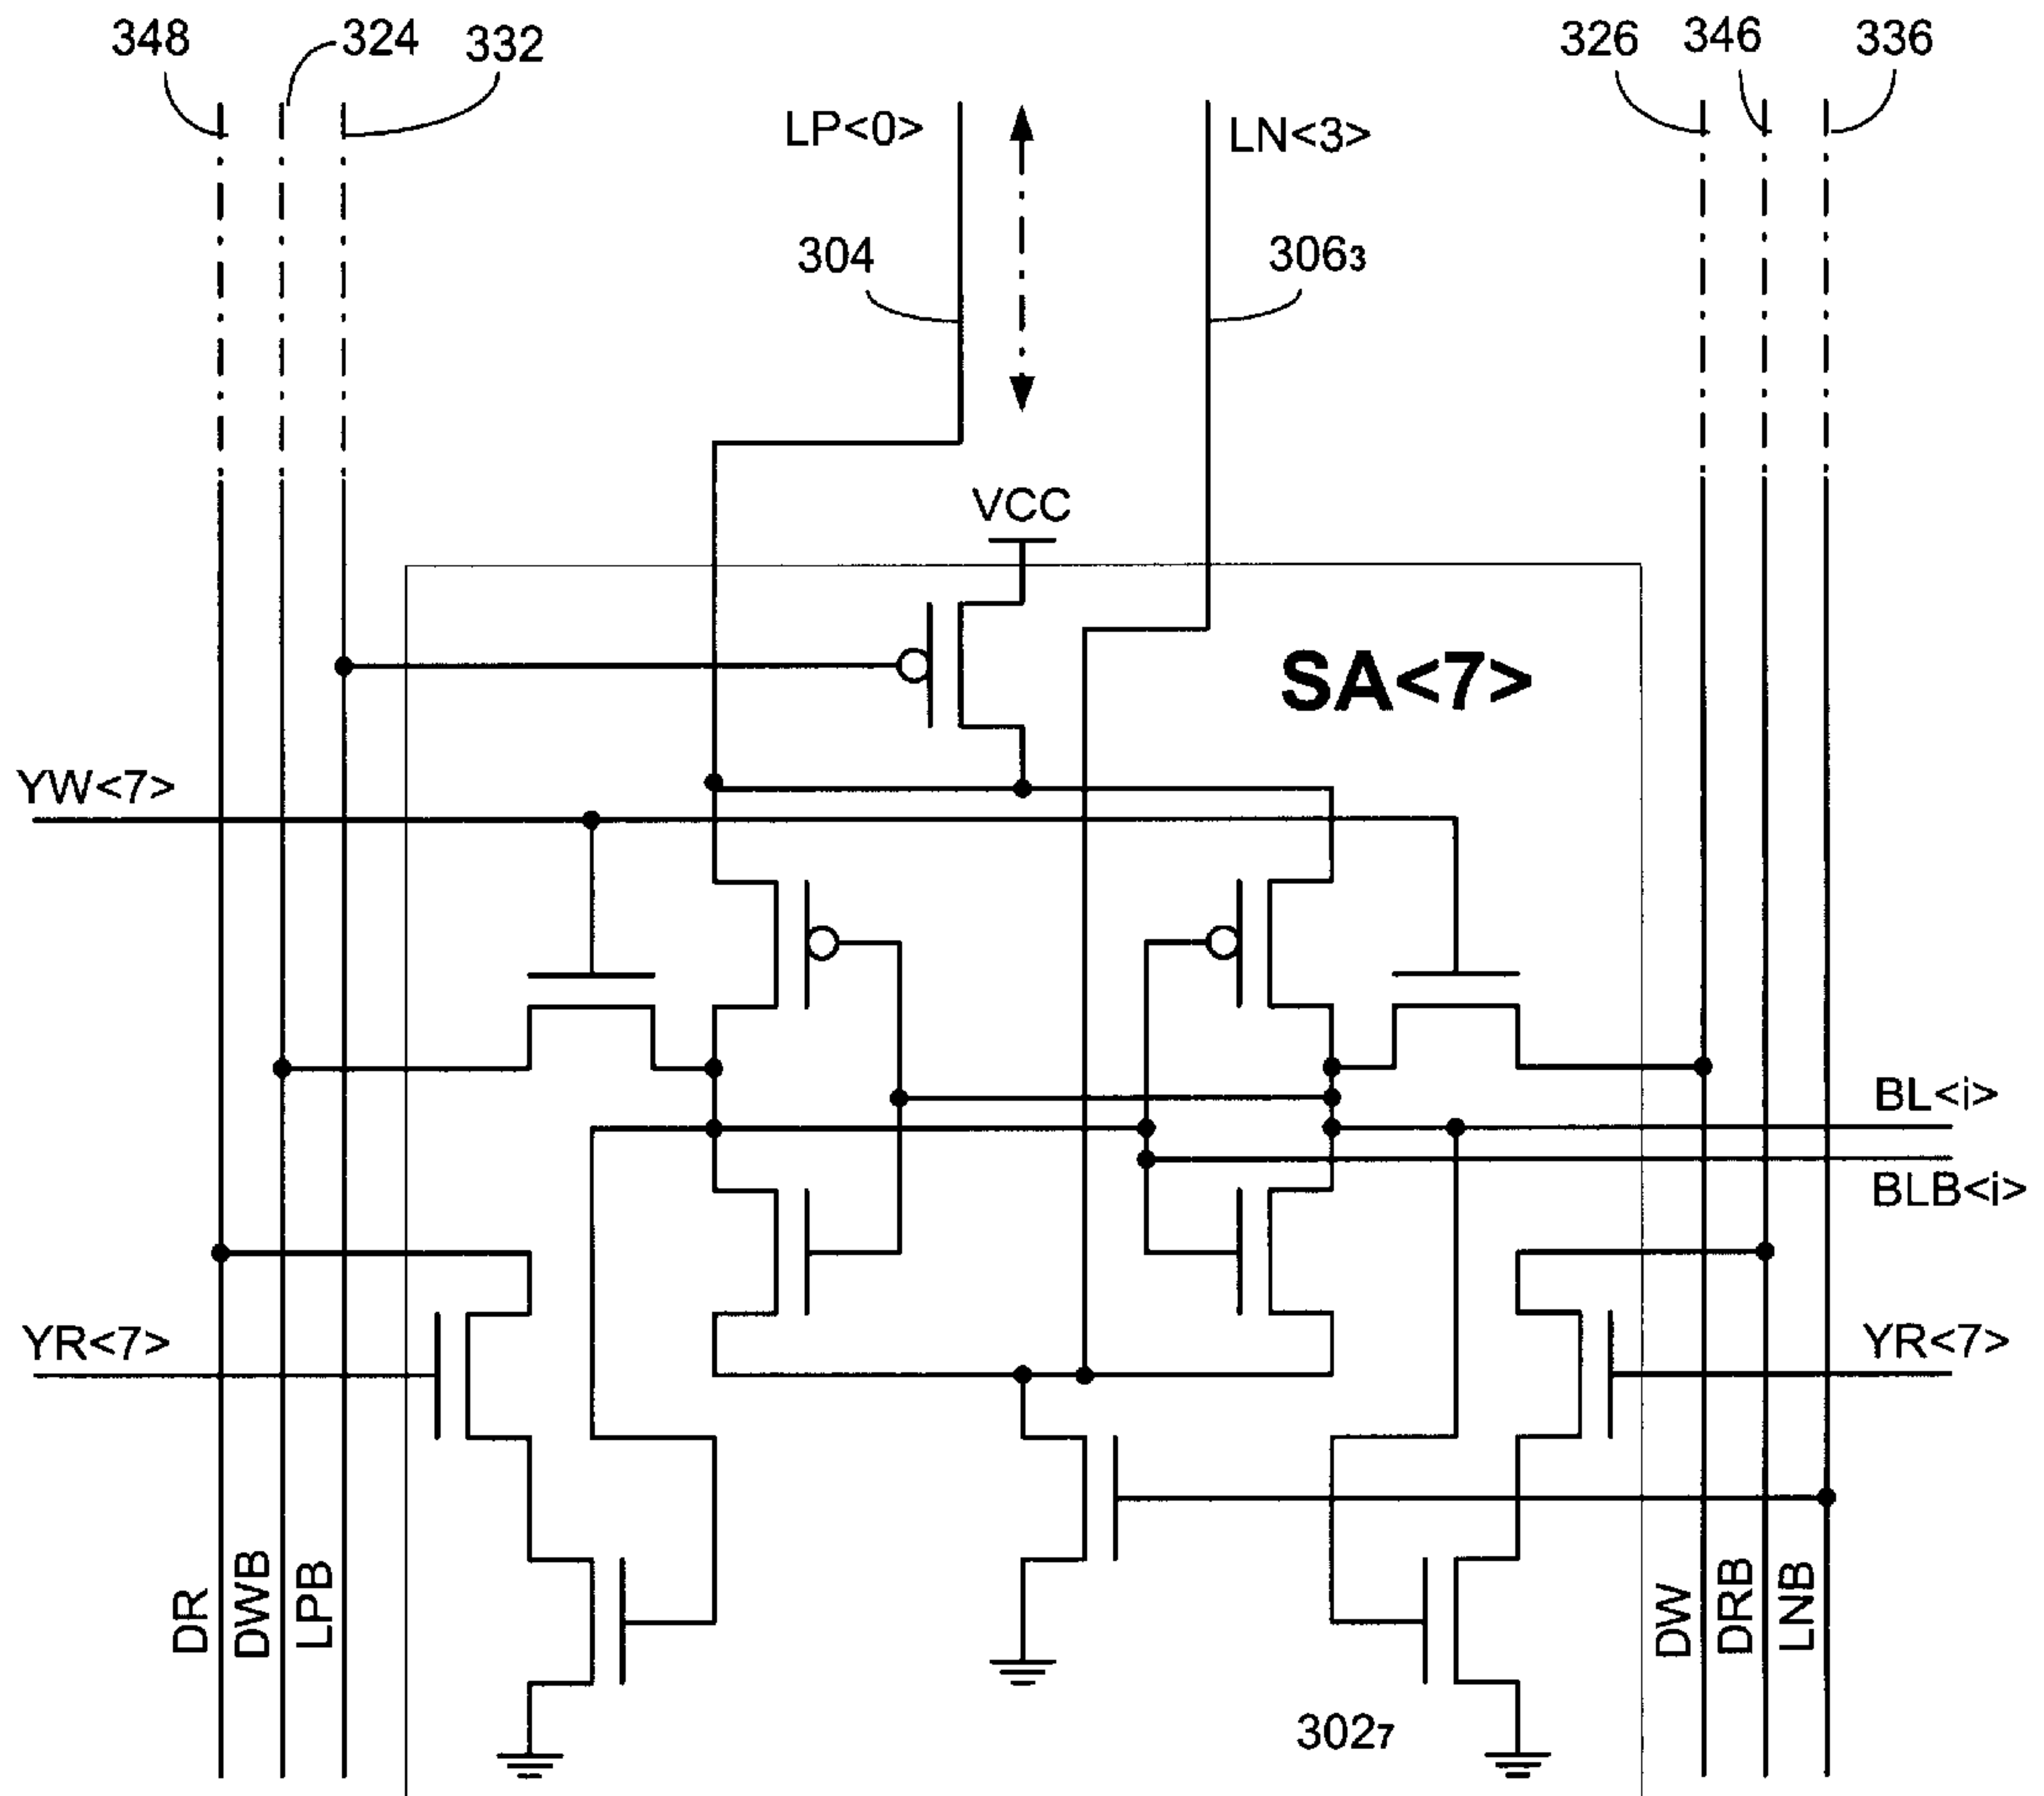 348
324
332
326
346
336
LP<0>
LN<3>
304
306₃
VCC
SA<7>
YW<7>
BL<i>
BLB<i>
YR<7>
YR<7>
DR
DWB
LPB
DW
DRB
LNB
302₇